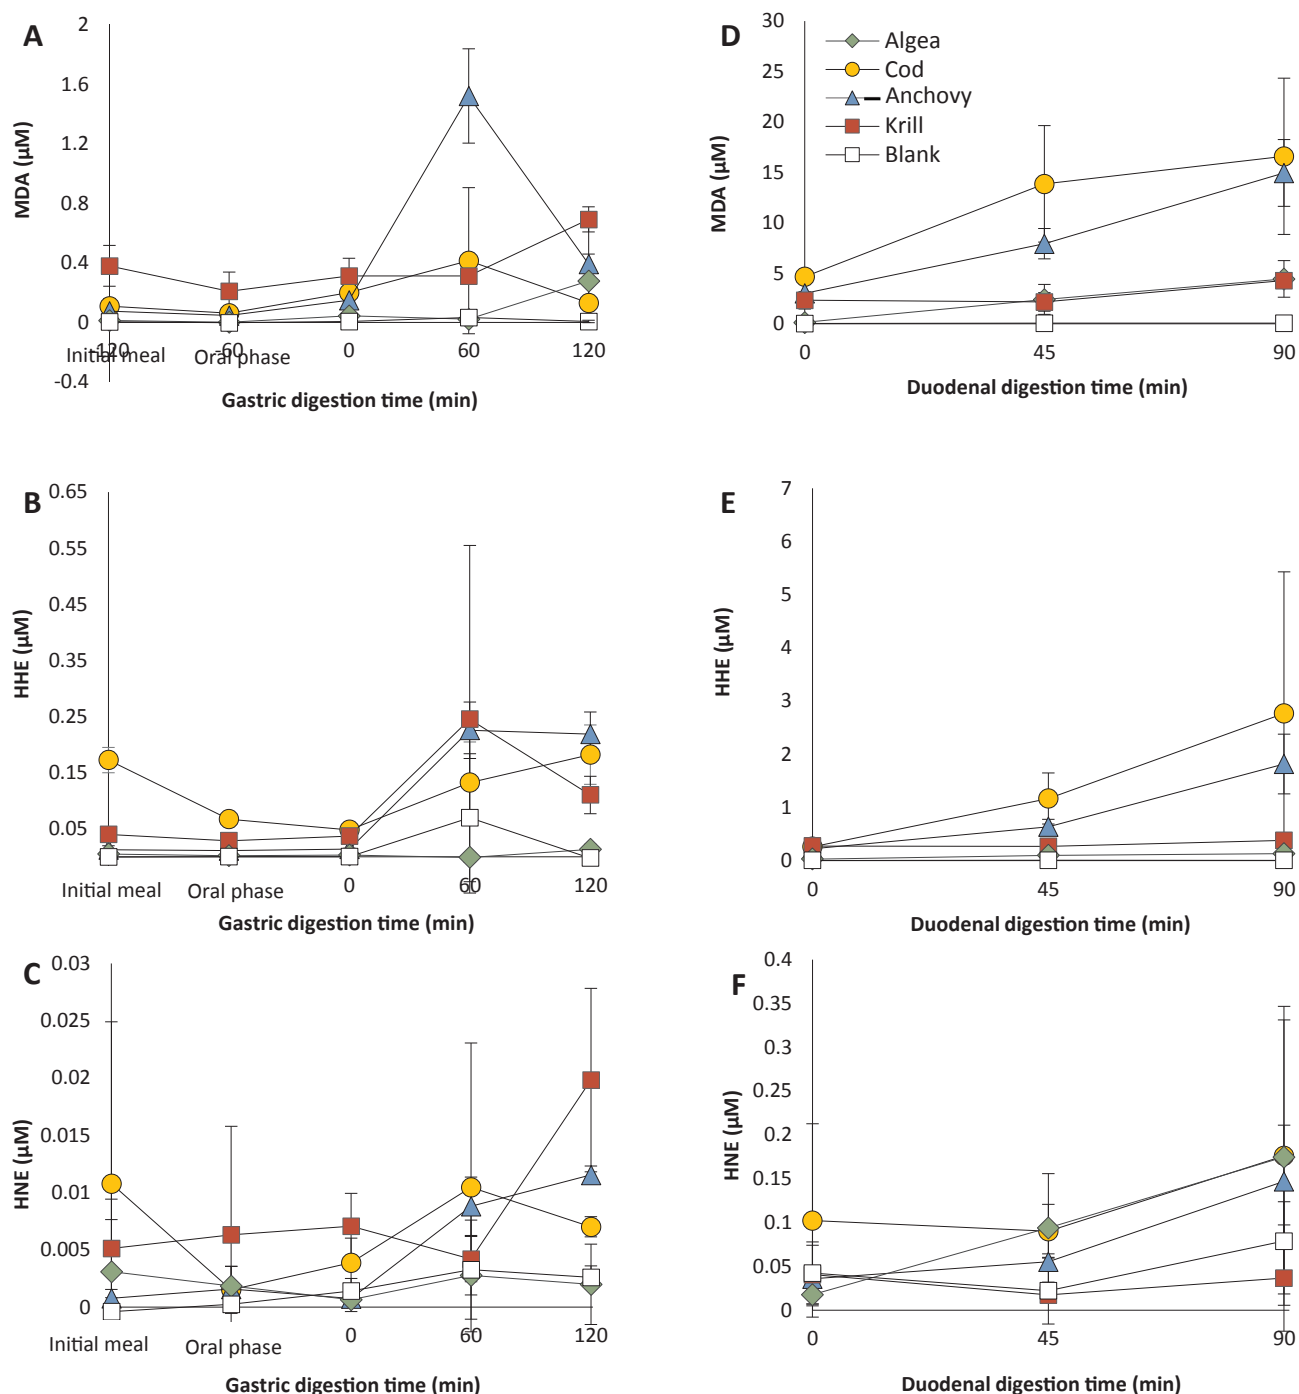 A
2
1.6
1.2
0.8
0.4
0
-0.4
MDA (µM)
-120
-60
0
60
120
Initial meal
Oral phase
Gastric digestion time (min)
D
30
25
20
15
10
5
0
MDA (µM)
Algea
Cod
Anchovy
Krill
Blank
0
45
90
Duodenal digestion time (min)
B
0.65
0.55
0.45
0.35
0.25
0.15
0.05
HHE (µM)
0
60
120
Initial meal
Oral phase
Gastric digestion time (min)
E
7
6
5
4
3
2
1
0
HHE (µM)
0
45
90
Duodenal digestion time (min)
C
0.03
0.025
0.02
0.015
0.01
0.005
0
HNE (µM)
0
60
120
Initial meal
Oral phase
Gastric digestion time (min)
F
0.4
0.35
0.3
0.25
0.2
0.15
0.1
0.05
0
HNE (µM)
0
45
90
Duodenal digestion time (min)